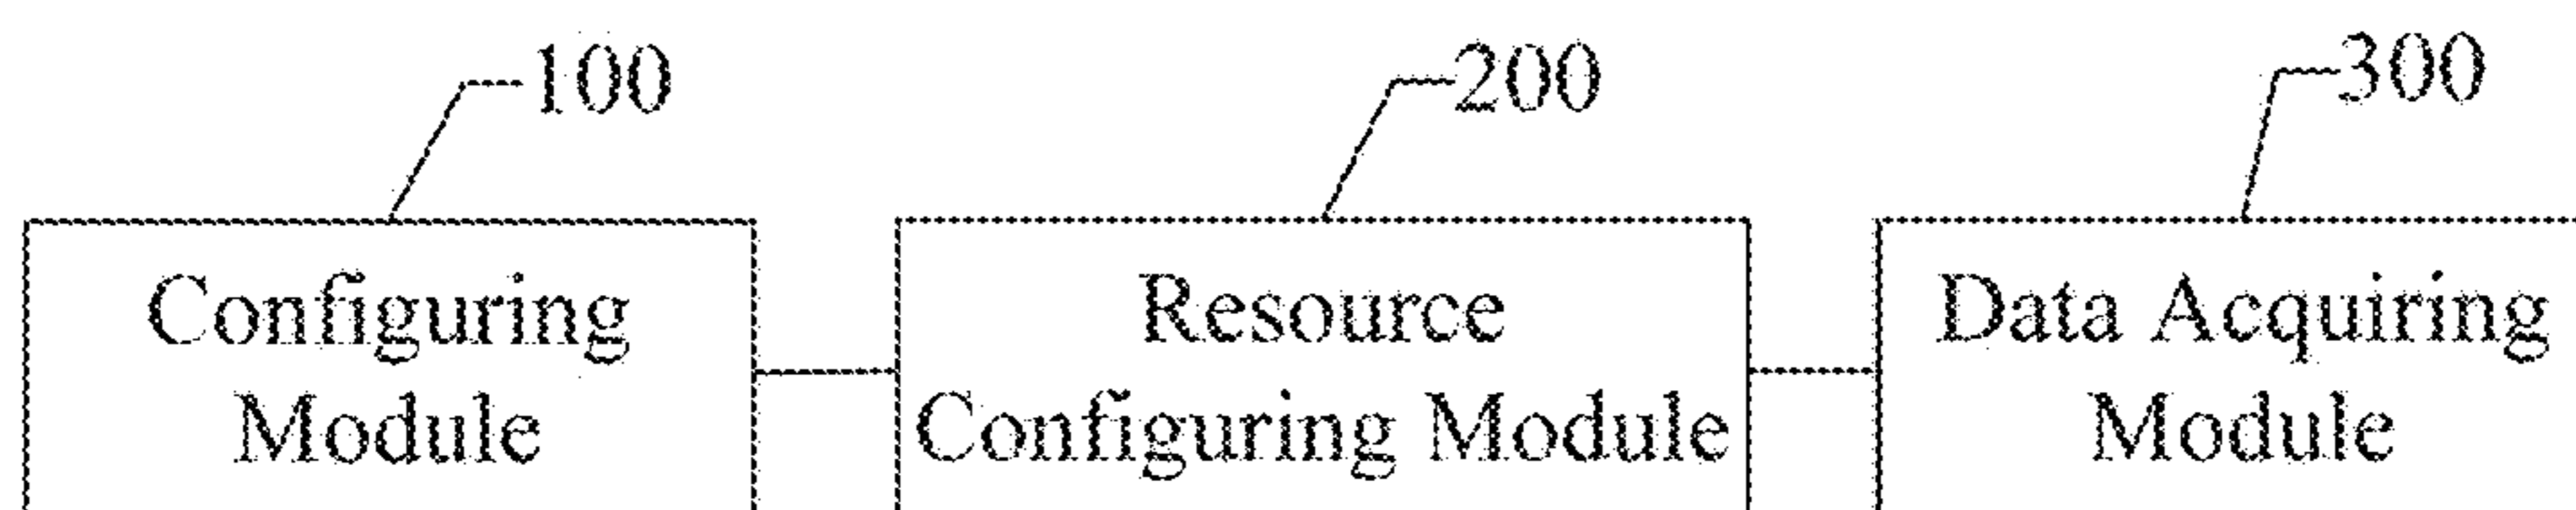 100
200
300
Configuring
Module
Resource
Configuring Module
Data Acquiring
Module